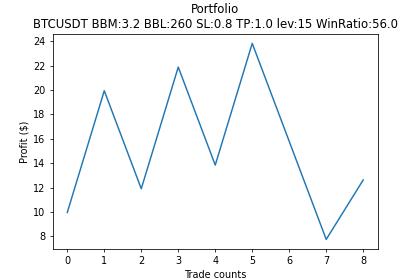 Portfolio
BTCUSDT BBM:3.2 BBL:260 SL:0.8 TP:1.0 lev:15 WinRatio:56.0
24
22
20
18
16
14
12
10
8
Profit ($)
0 1 2 3 4 5 6 7 8
Trade counts